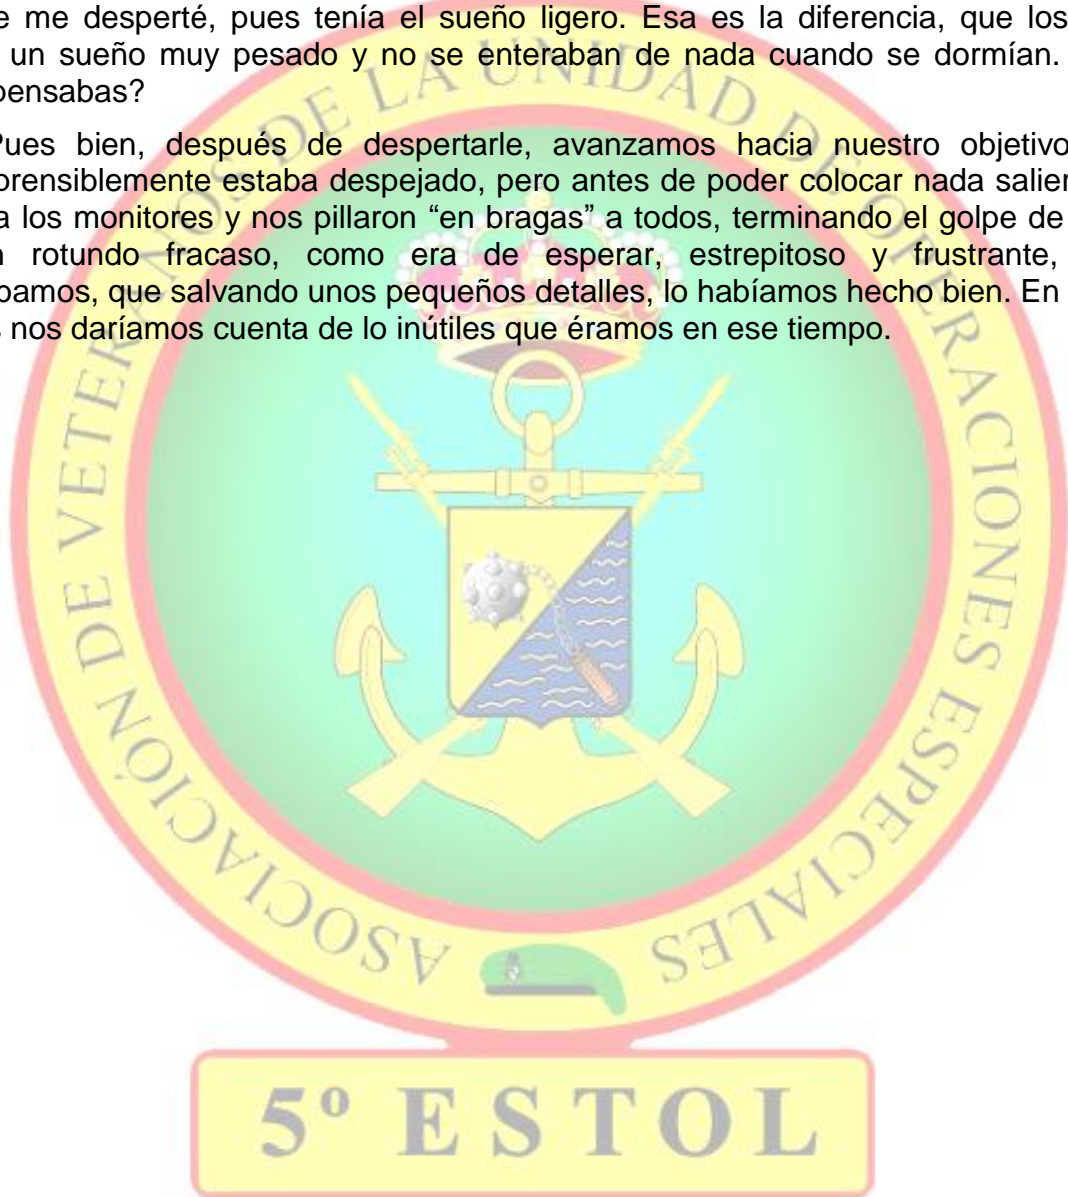 e me desperté, pues tenía el sueño ligero. Esa es la diferencia, que los
un sueño muy pesado y no se enteraban de nada cuando se dormían.
pensabas?
Pues bien, después de despertarle, avanzamos hacia nuestro objetivo
orensiblemente estaba despejado, pero antes de poder colocar nada salier
a los monitores y nos pillaron “en bragas” a todos, terminando el golpe de
n rotundo fracaso, como era de esperar, estrepitoso y frustrante,
bamos, que salvando unos pequeños detalles, lo habíamos hecho bien. En
s nos daríamos cuenta de lo inútiles que éramos en ese tiempo.
ASOCIACIÓN DE VETERANOS DE LA UNIDAD DE OPERACIONES ESPECIALES
5º ESTOL